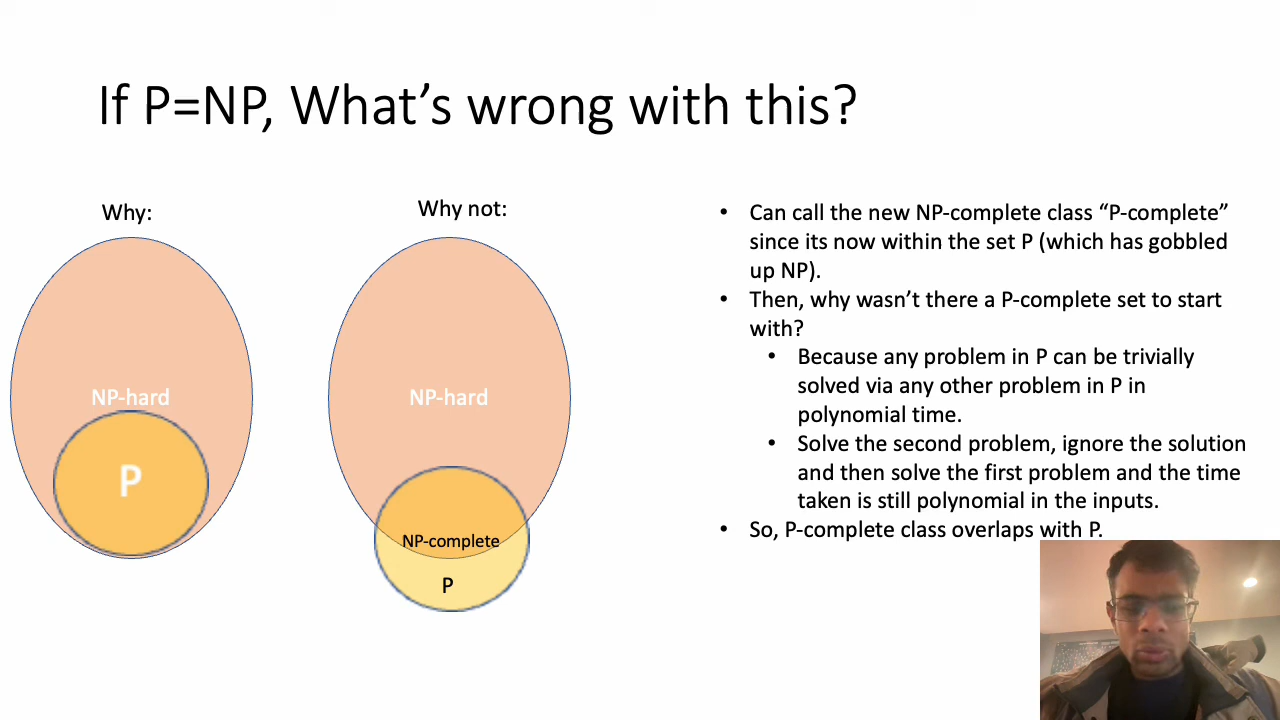 If P=NP, What’s wrong with this?
Why:
NP-hard
P
Why not:
NP-hard
NP-complete
P
• Can call the new NP-complete class “P-complete”
since its now within the set P (which has gobbled
up NP).
• Then, why wasn’t there a P-complete set to start
with?
• Because any problem in P can be trivially
solved via any other problem in P in
polynomial time.
• Solve the second problem, ignore the solution
and then solve the first problem and the time
taken is still polynomial in the inputs.
• So, P-complete class overlaps with P.